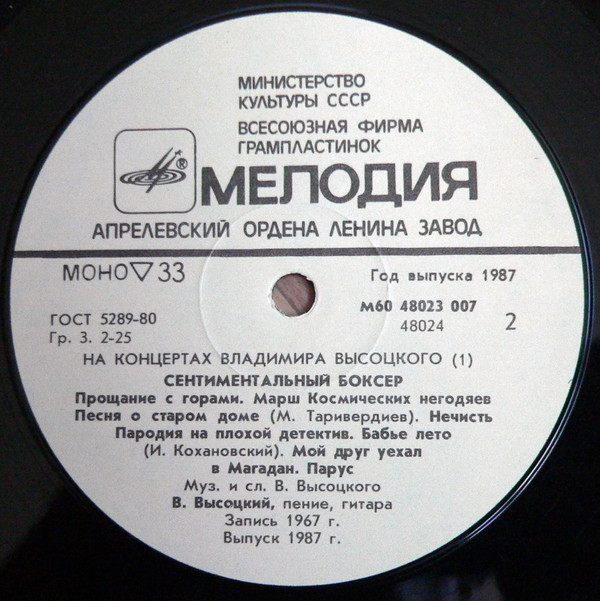 МИНИСТЕРСТВО
КУЛЬТУРЫ СССР
ВСЕСОЮЗНАЯ ФИРМА
ГРАМПЛАСТИНОК
®
МЕЛОДИЯ
АПРЕЛЕВСКИЙ ОРДЕНА ЛЕНИНА ЗАВОД
МОНО ▽ 33
Год выпуска 1987
ГОСТ 5289-80
Гр. 3. 2-25
М60 48023 007
48024
2
НА КОНЦЕРТАХ ВЛАДИМИРА ВЫСОЦКОГО (1)
СЕНТИМЕНТАЛЬНЫЙ БОКСЕР
Прощание с горами. Марш Космических негодяев
Песня о старом доме (М. Таривердиев). Нечисть
Пародия на плохой детектив. Бабье лето
(И. Кохановский). Мой друг уехал
в Магадан. Парус
Муз. и сл. В. Высоцкого
В. Высоцкий, пение, гитара
Запись 1967 г.
Выпуск 1987 г.